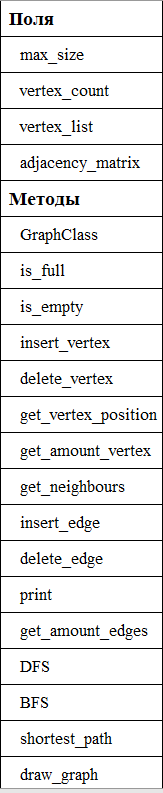 Поля
max_size
vertex_count
vertex_list
adjacency_matrix
Методы
GraphClass
is_full
is_empty
insert_vertex
delete_vertex
get_vertex_position
get_amount_vertex
get_neighbours
insert_edge
delete_edge
print
get_amount_edges
DFS
BFS
shortest_path
draw_graph